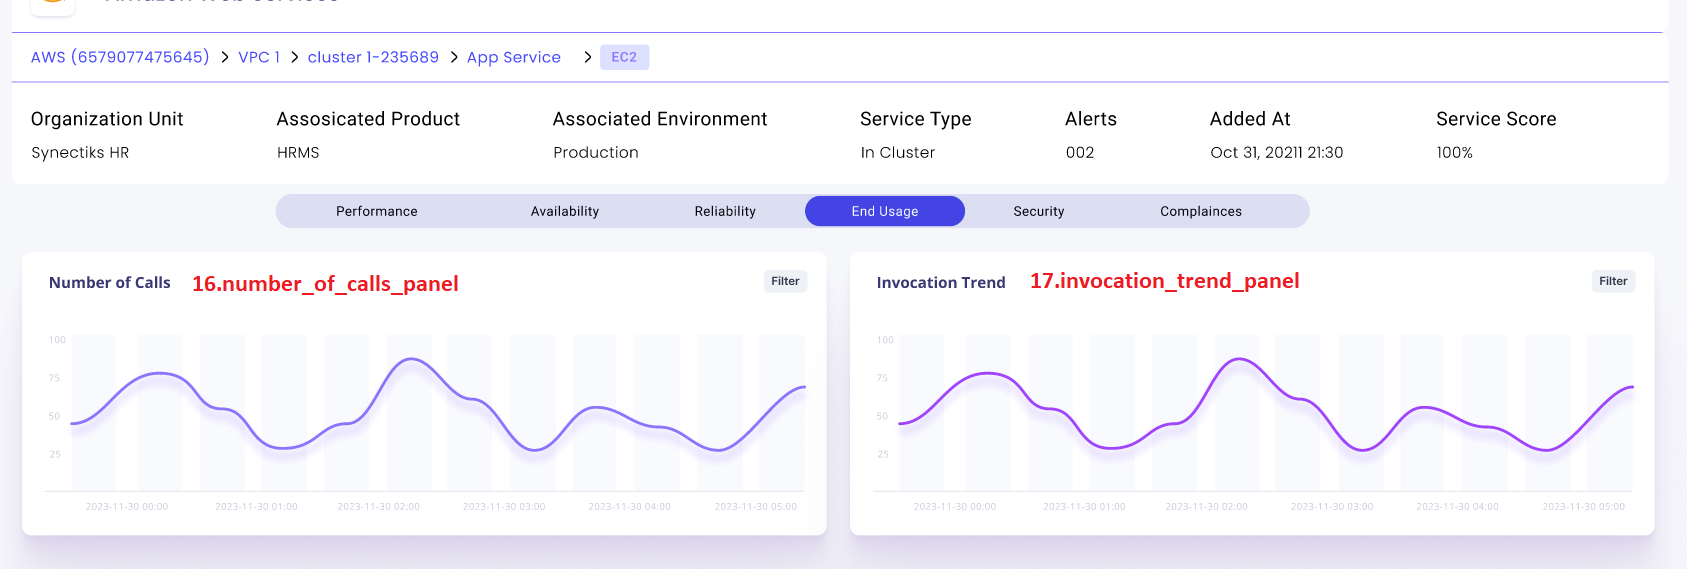 Amazon Web Services
AWS (6579077475645) > VPC 1 > cluster 1-235689 > App Service > EC2
Organization Unit Assosicated Product Associated Environment Service Type Alerts Added At Service Score
Synectiks HR HRMS Production In Cluster 002 Oct 31, 20211 21:30 100%
Performance Availability Reliability End Usage Security Complainces
Number of Calls 16.number_of_calls_panel Filter
100
75
50
25
2023-11-30 00:00 2023-11-30 01:00 2023-11-30 02:00 2023-11-30 03:00 2023-11-30 04:00 2023-11-30 05:00
Invocation Trend 17.invocation_trend_panel Filter
100
75
50
25
2023-11-30 00:00 2023-11-30 01:00 2023-11-30 02:00 2023-11-30 03:00 2023-11-30 04:00 2023-11-30 05:00